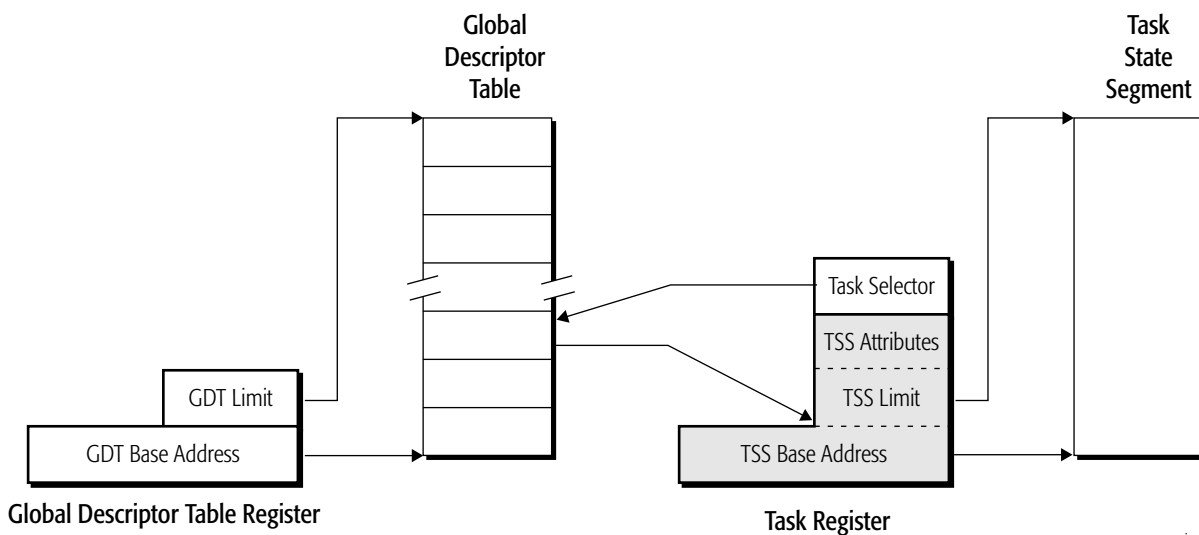 Global
Descriptor
Table
Task
State
Segment
Task Selector
TSS Attributes
GDT Limit
TSS Limit
GDT Base Address
TSS Base Address
Global Descriptor Table Register
Task Register